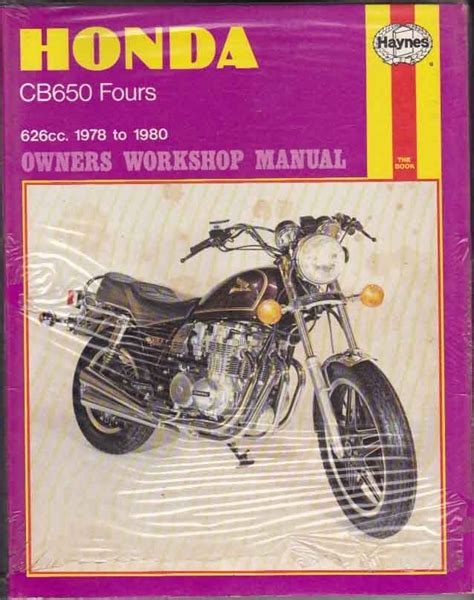 HONDA
Haynes
CB650 Fours
626cc. 1978 to 1980
OWNERS WORKSHOP MANUAL
THE
BOOK